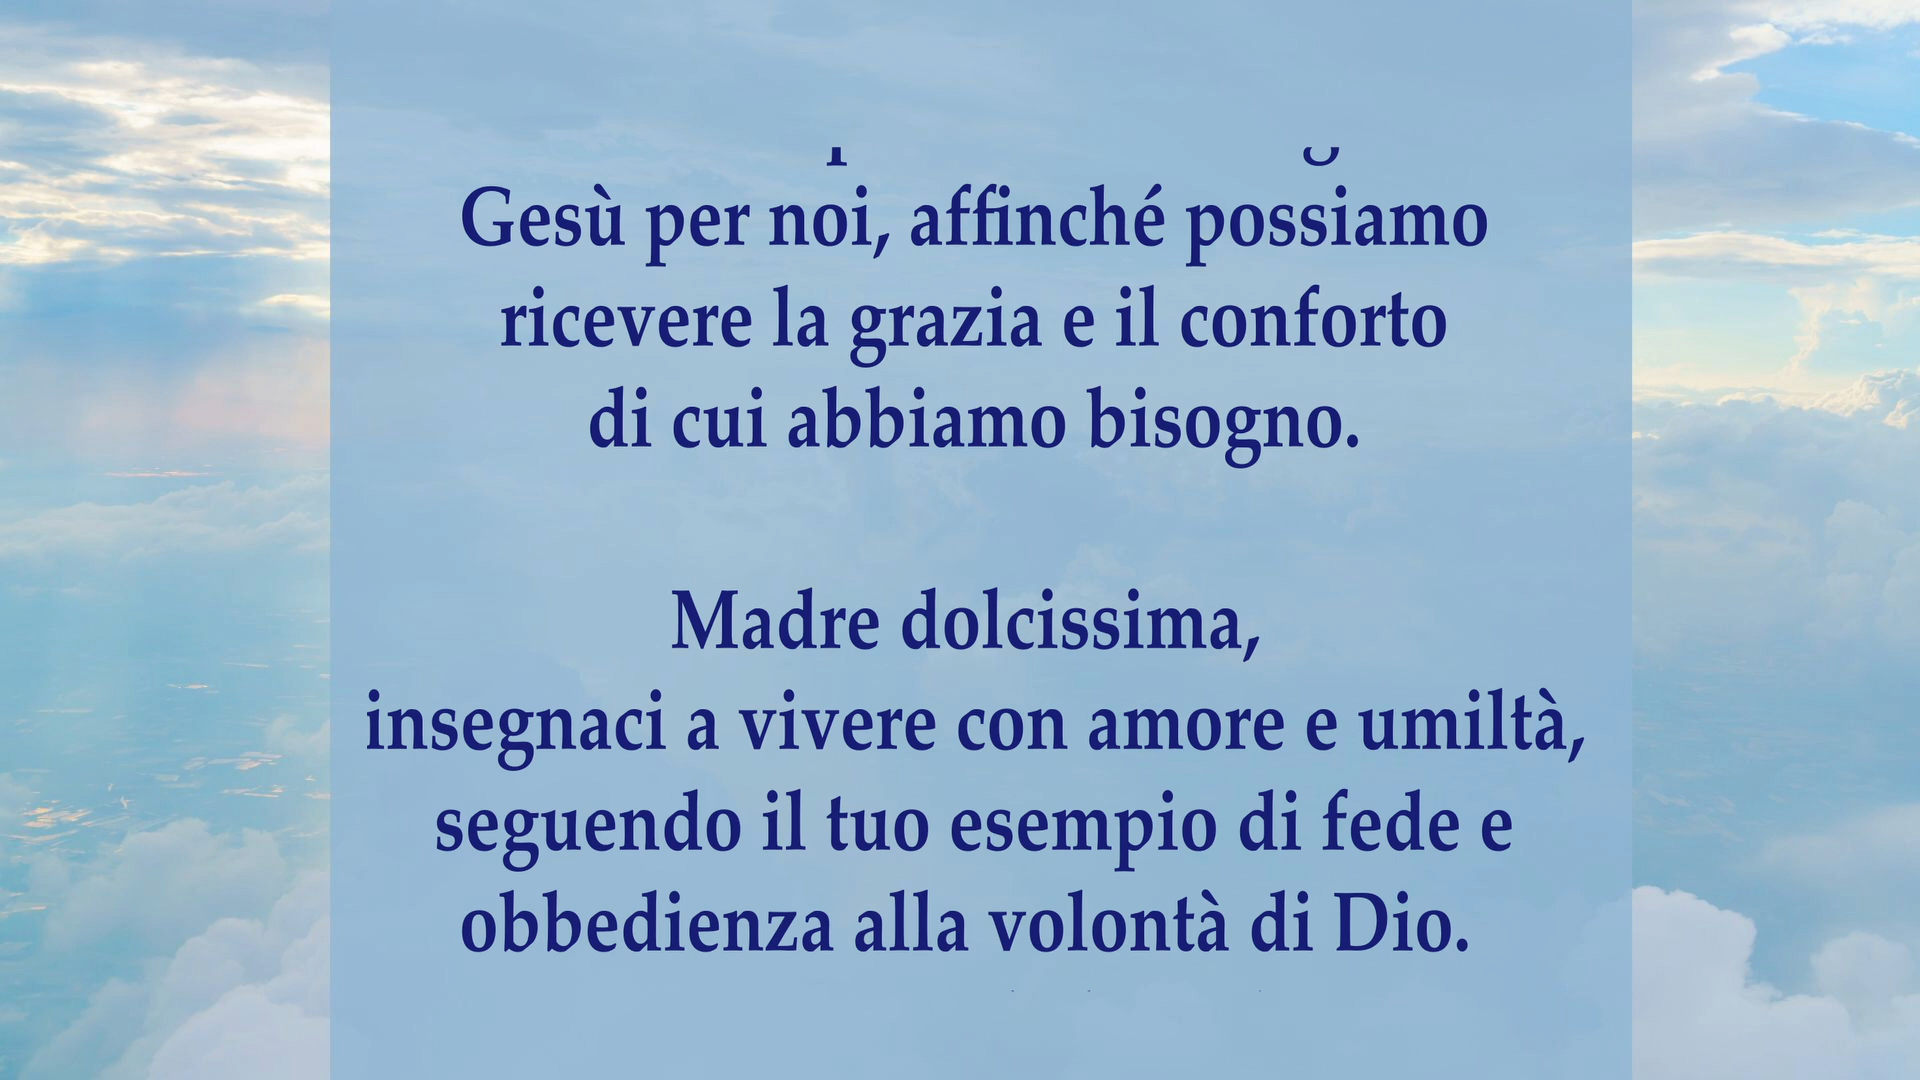 Gesù per noi, affinché possiamo
ricevere la grazia e il conforto
di cui abbiamo bisogno.
Madre dolcissima,
insegnaci a vivere con amore e umiltà,
seguendo il tuo esempio di fede e
obbedienza alla volontà di Dio.